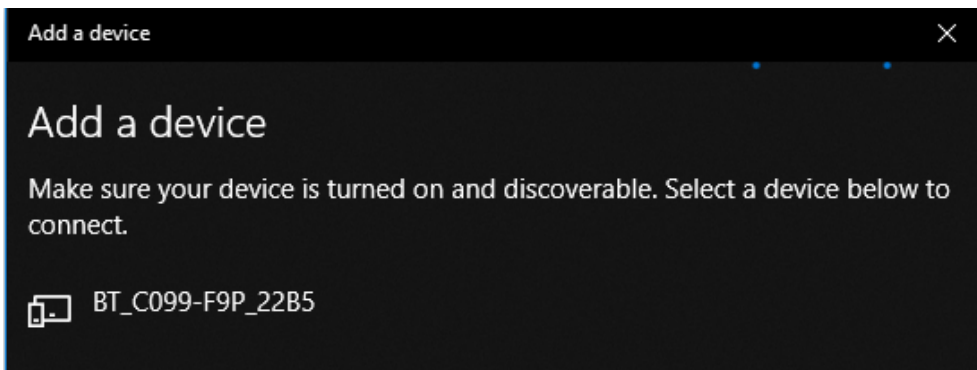 Add a device
Add a device
Make sure your device is turned on and discoverable. Select a device below to
connect.
BT_C099-F9P_22B5